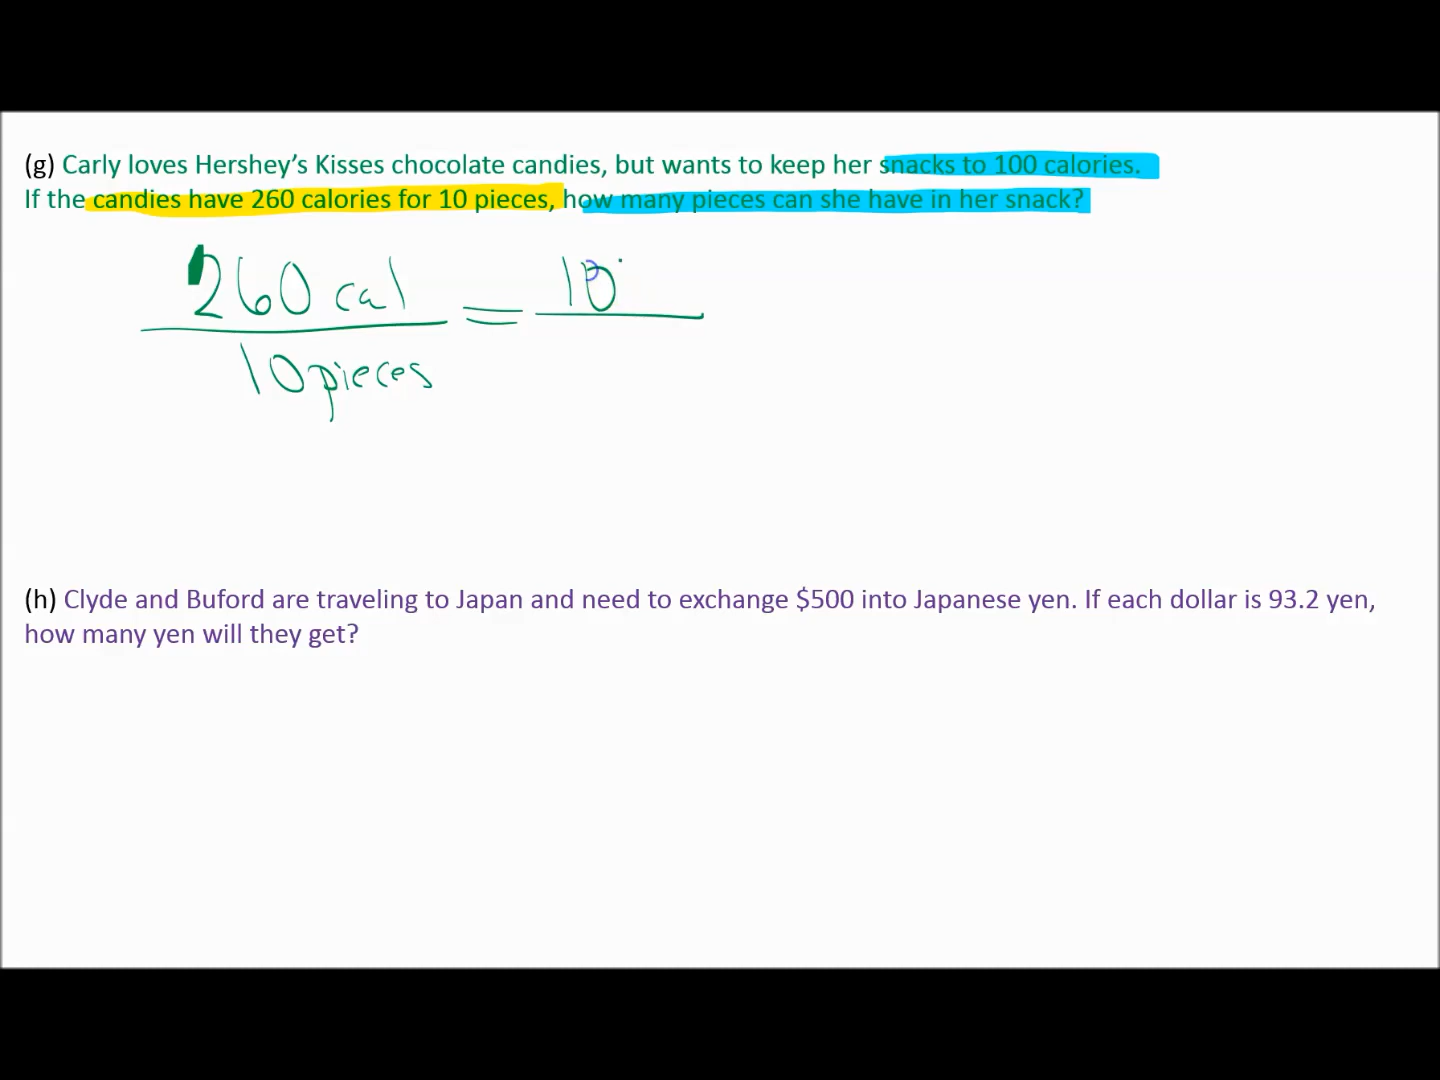 (g) Carly loves Hershey’s Kisses chocolate candies, but wants to keep her snacks to 100 calories.
If the candies have 260 calories for 10 pieces, how many pieces can she have in her snack?
260 cal = 10
10 pieces
(h) Clyde and Buford are traveling to Japan and need to exchange $500 into Japanese yen. If each dollar is 93.2 yen,
how many yen will they get?